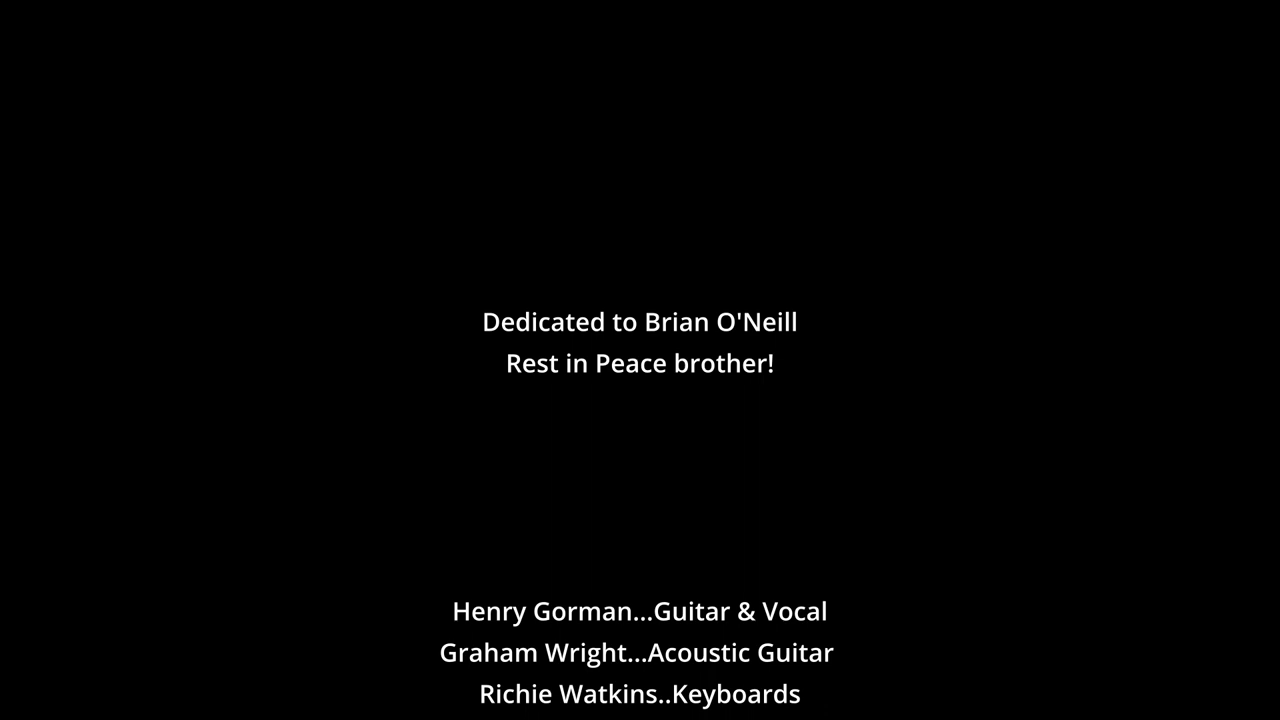 Dedicated to Brian O'Neill
Rest in Peace brother!
Henry Gorman...Guitar & Vocal
Graham Wright...Acoustic Guitar
Richie Watkins..Keyboards